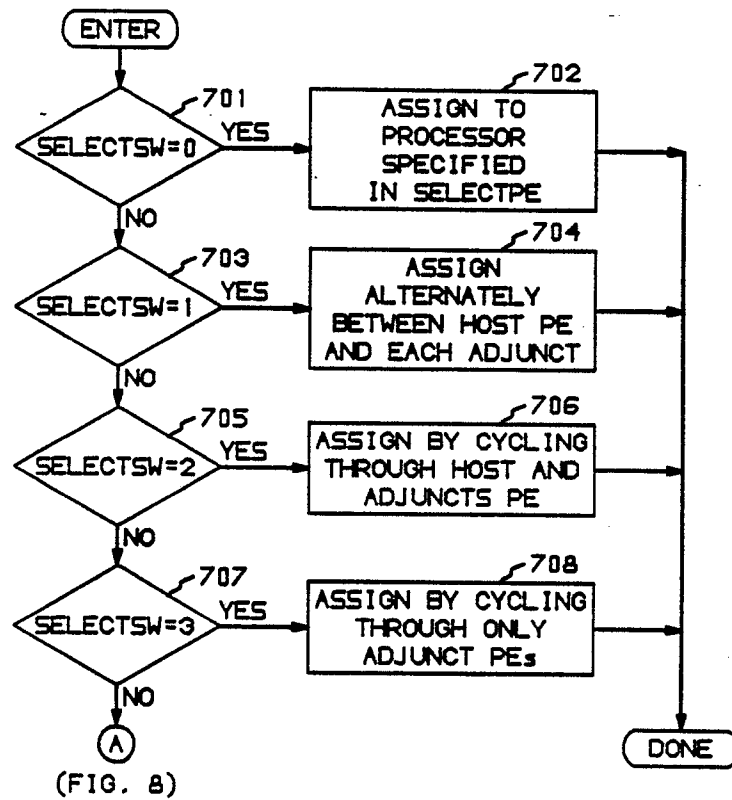 ENTER
701
SELECTSW=0
YES
702
ASSIGN TO
PROCESSOR
SPECIFIED
IN SELECTPE
NO
703
SELECTSW=1
YES
704
ASSIGN
ALTERNATELY
BETWEEN HOST PE
AND EACH ADJUNCT
NO
705
SELECTSW=2
YES
706
ASSIGN BY CYCLING
THROUGH HOST AND
ADJUNCTS PE
NO
707
SELECTSW=3
YES
708
ASSIGN BY CYCLING
THROUGH ONLY
ADJUNCT PEs
NO
A
(FIG. 8)
DONE